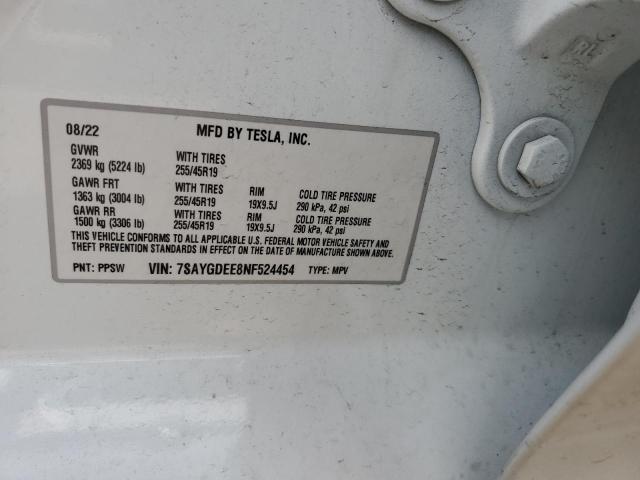 RL
08/22 MFD BY TESLA, INC.
GVWR WITH TIRES
2369 kg (5224 lb) 255/45R19
GAWR FRT WITH TIRES RIM COLD TIRE PRESSURE
1363 kg (3004 lb) 255/45R19 19X9.5J 290 kPa, 42 psi
GAWR RR WITH TIRES RIM COLD TIRE PRESSURE
1500 kg (3306 lb) 255/45R19 19X9.5J 290 kPa, 42 psi
THIS VEHICLE CONFORMS TO ALL APPLICABLE U.S. FEDERAL MOTOR VEHICLE SAFETY AND
THEFT PREVENTION STANDARDS IN EFFECT ON THE DATE OF MANUFACTURE SHOWN ABOVE.
PNT: PPSW VIN: 7SAYGDEE8NF524454 TYPE: MPV